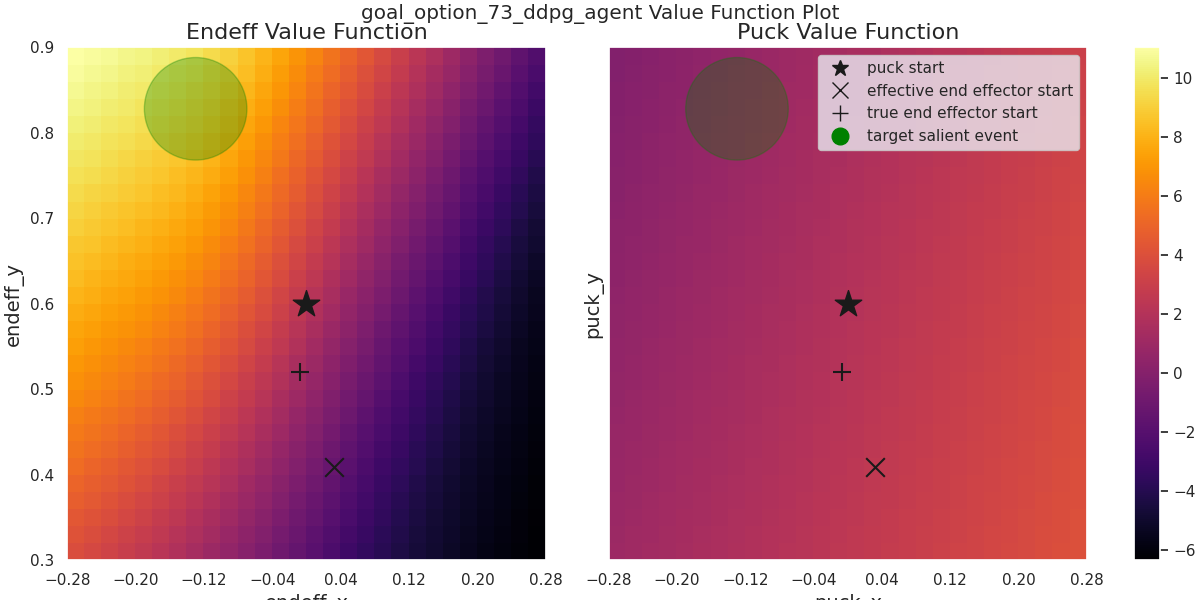 goal_option_73_ddpg_agent Value Function Plot
Endeff Value Function
0.9
0.8
0.7
0.6
0.5
0.4
0.3
endeff_y
−0.28 −0.20 −0.12 −0.04 0.04 0.12 0.20 0.28
endeff_x
Puck Value Function
puck start
effective end effector start
true end effector start
target salient event
puck_y
−0.28 −0.20 −0.12 −0.04 0.04 0.12 0.20 0.28
puck_x
10
8
6
4
2
0
−2
−4
−6